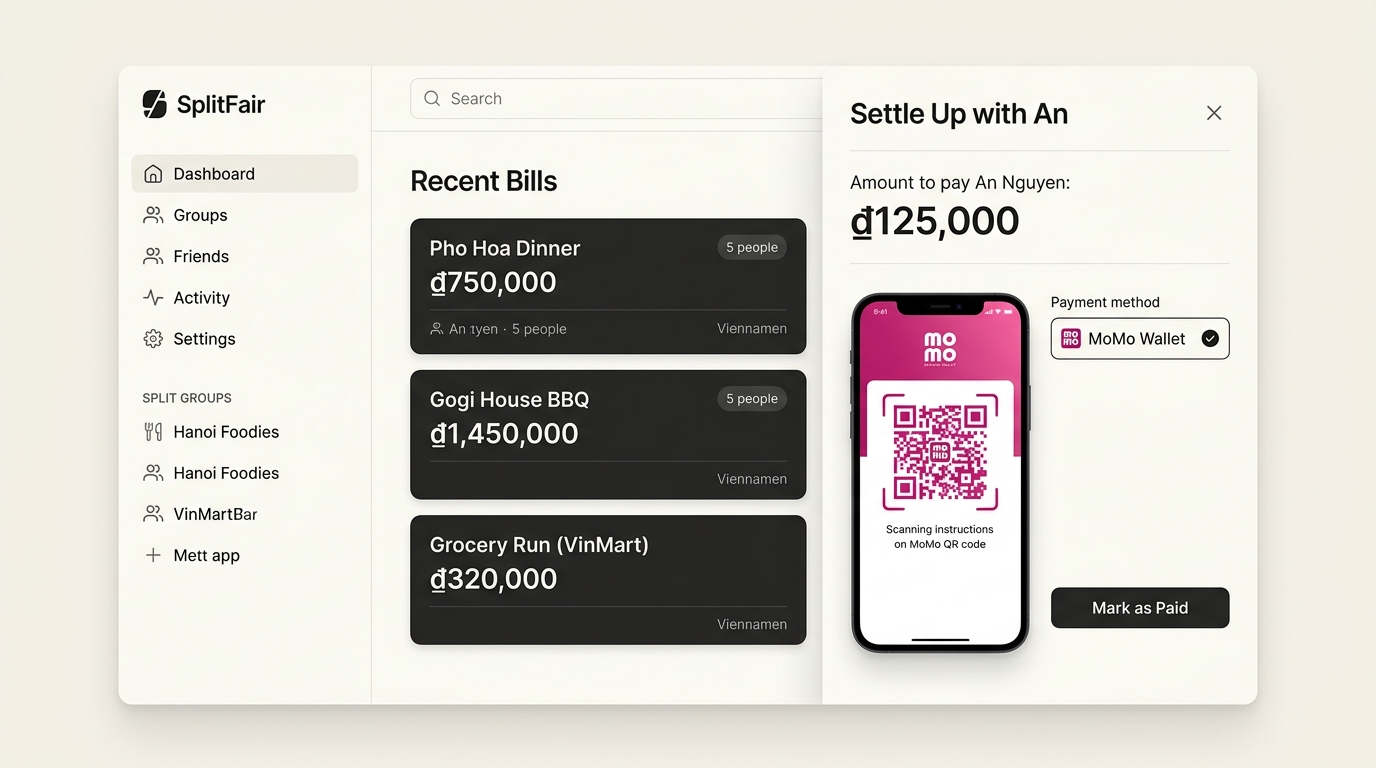 SplitFair
Dashboard
Groups
Friends
Activity
Settings
SPLIT GROUPS
Hanoi Foodies
Hanoi Foodies
VinMartBar
Mett app
Search
Recent Bills
Pho Hoa Dinner
5 people
₫750,000
An ɩyen · 5 people
Viennamen
Gogi House BBQ
5 people
₫1,450,000
Viennamen
Grocery Run (VinMart)
₫320,000
Viennamen
Settle Up with An
Amount to pay An Nguyen:
₫125,000
mo
mo
Scanning instructions
on MoMo QR code
Payment method
MoMo Wallet
Mark as Paid